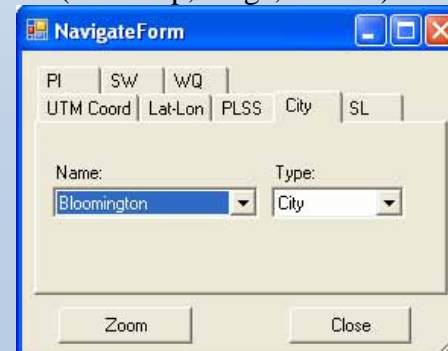 NavigateForm
PI SW WQ
UTM Coord Lat-Lon PLSS City SL
Name: Type:
Bloomington City
Zoom Close